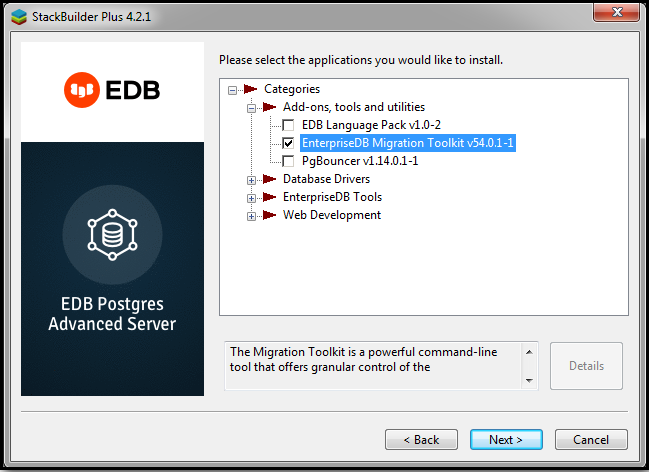 StackBuilder Plus 4.2.1
EDB
EDB Postgres
Advanced Server
Please select the applications you would like to install.
Categories
Add-ons, tools and utilities
EDB Language Pack v1.0-2
EnterpriseDB Migration Toolkit v54.0.1-1
PgBouncer v1.14.0.1-1
Database Drivers
EnterpriseDB Tools
Web Development
The Migration Toolkit is a powerful command-line
tool that offers granular control of the
Details
< Back
Next >
Cancel